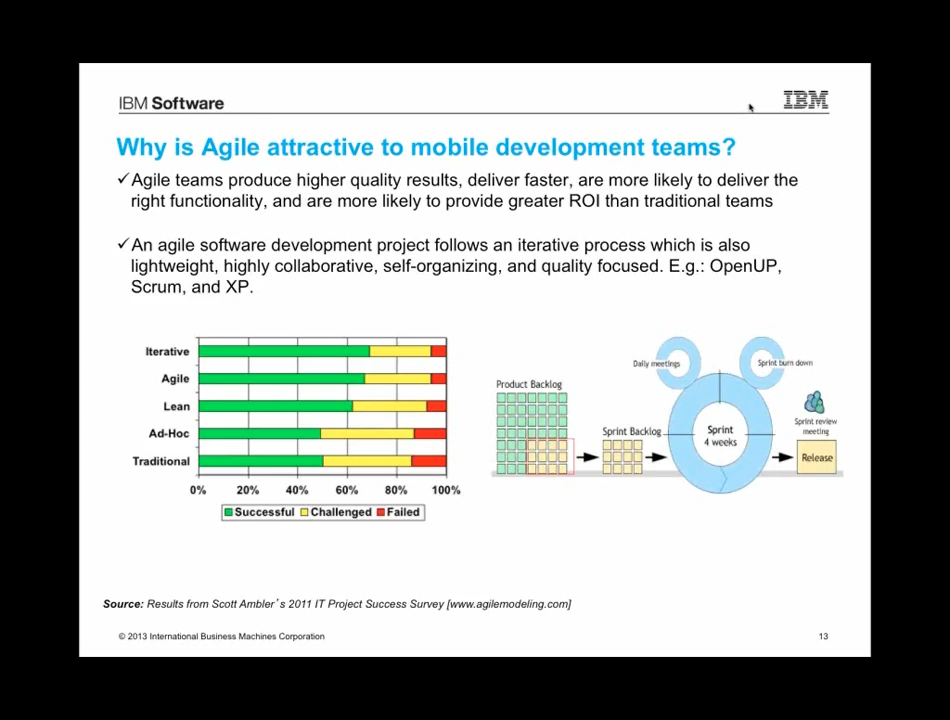 IBM Software
IBM
Why is Agile attractive to mobile development teams?
✓Agile teams produce higher quality results, deliver faster, are more likely to deliver the
right functionality, and are more likely to provide greater ROI than traditional teams
✓An agile software development project follows an iterative process which is also
lightweight, highly collaborative, self-organizing, and quality focused. E.g.: OpenUP,
Scrum, and XP.
Iterative
Agile
Lean
Ad-Hoc
Traditional
0% 20% 40% 60% 80% 100%
Successful Challenged Failed
Product Backlog
Sprint Backlog
Daily meetings
Sprint burn down
Sprint
4 weeks
Sprint review
meeting
Release
Source: Results from Scott Ambler´s 2011 IT Project Success Survey [www.agilemodeling.com]
© 2013 International Business Machines Corporation
13